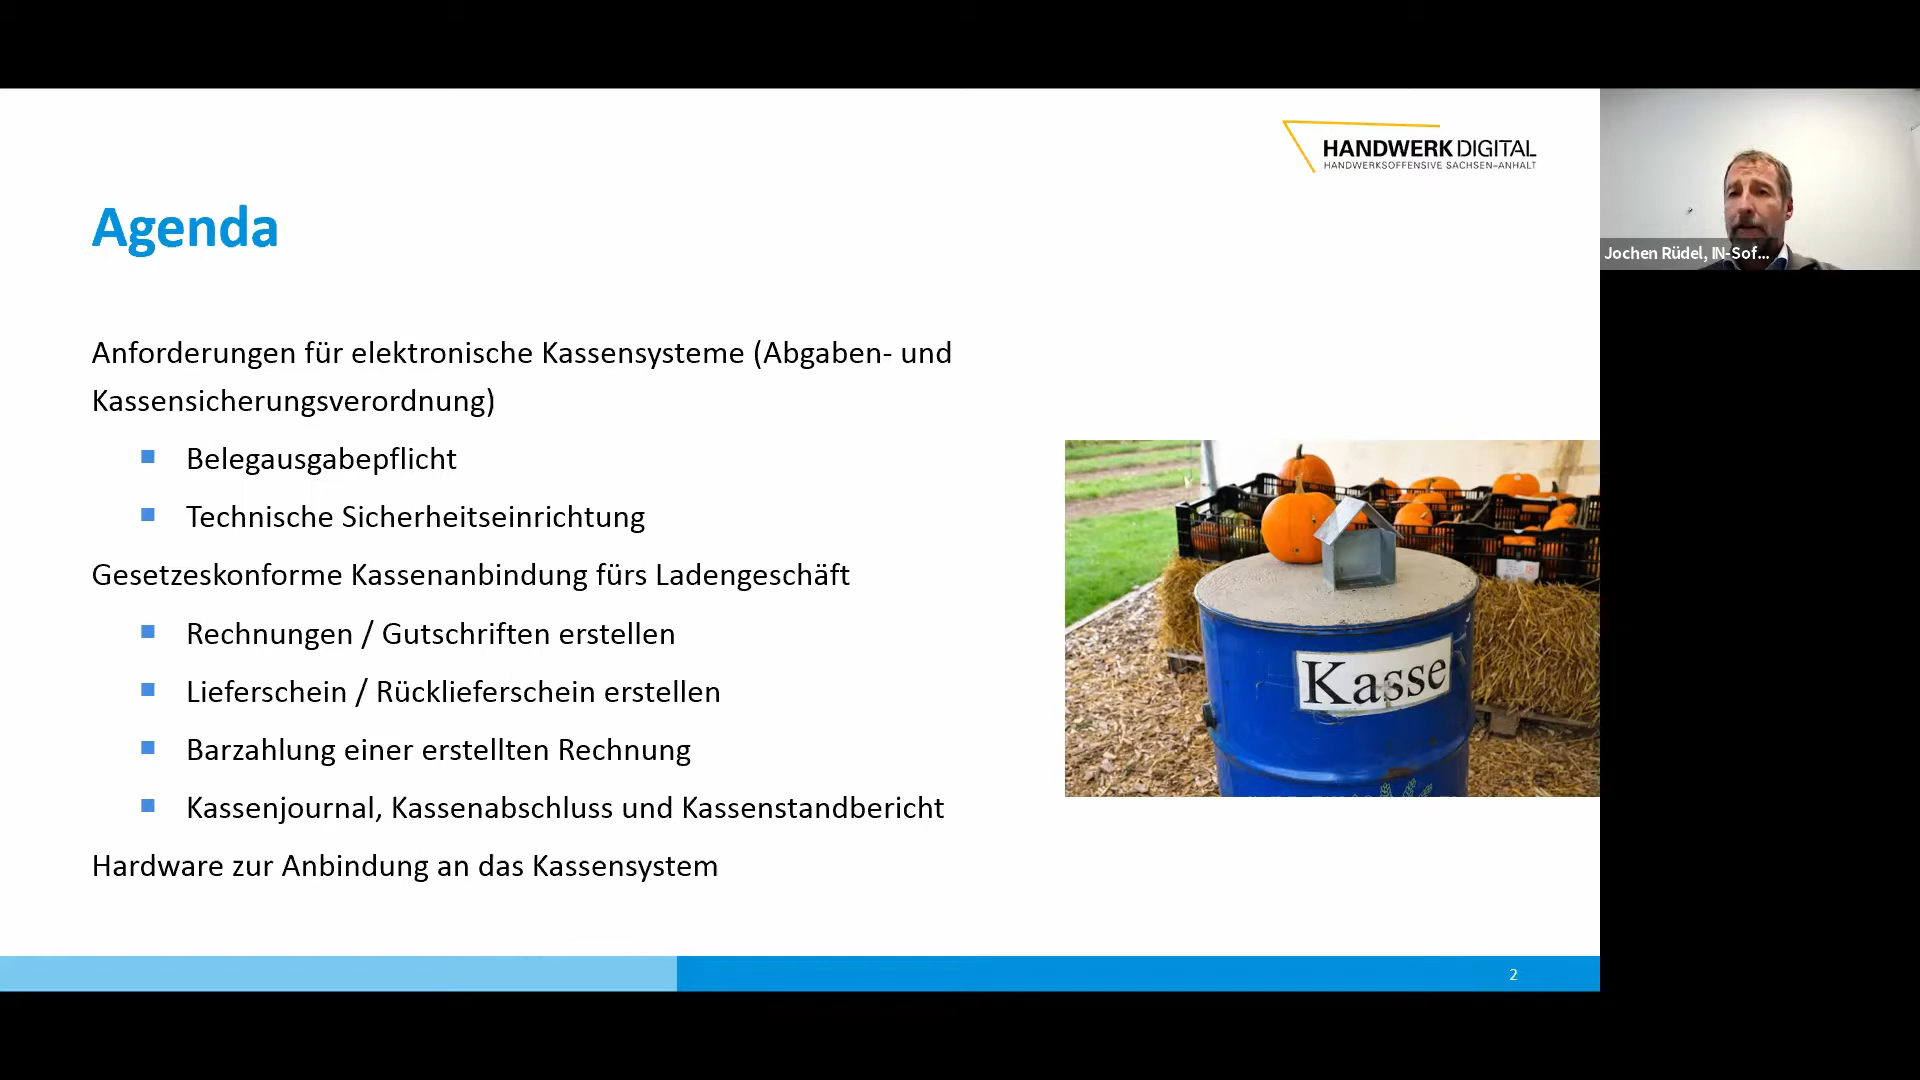 HANDWERK DIGITAL
HANDWERKSOFFENSIVE SACHSEN-ANHALT
Agenda
Jochen Rüdel, IN-Sof...
Anforderungen für elektronische Kassensysteme (Abgaben- und
Kassensicherungsverordnung)
Belegausgabepflicht
Technische Sicherheitseinrichtung
Gesetzeskonforme Kassenanbindung fürs Ladengeschäft
Rechnungen / Gutschriften erstellen
Lieferschein / Rücklieferschein erstellen
Barzahlung einer erstellten Rechnung
Kassenjournal, Kassenabschluss und Kassenstandbericht
Hardware zur Anbindung an das Kassensystem
Kasse
2